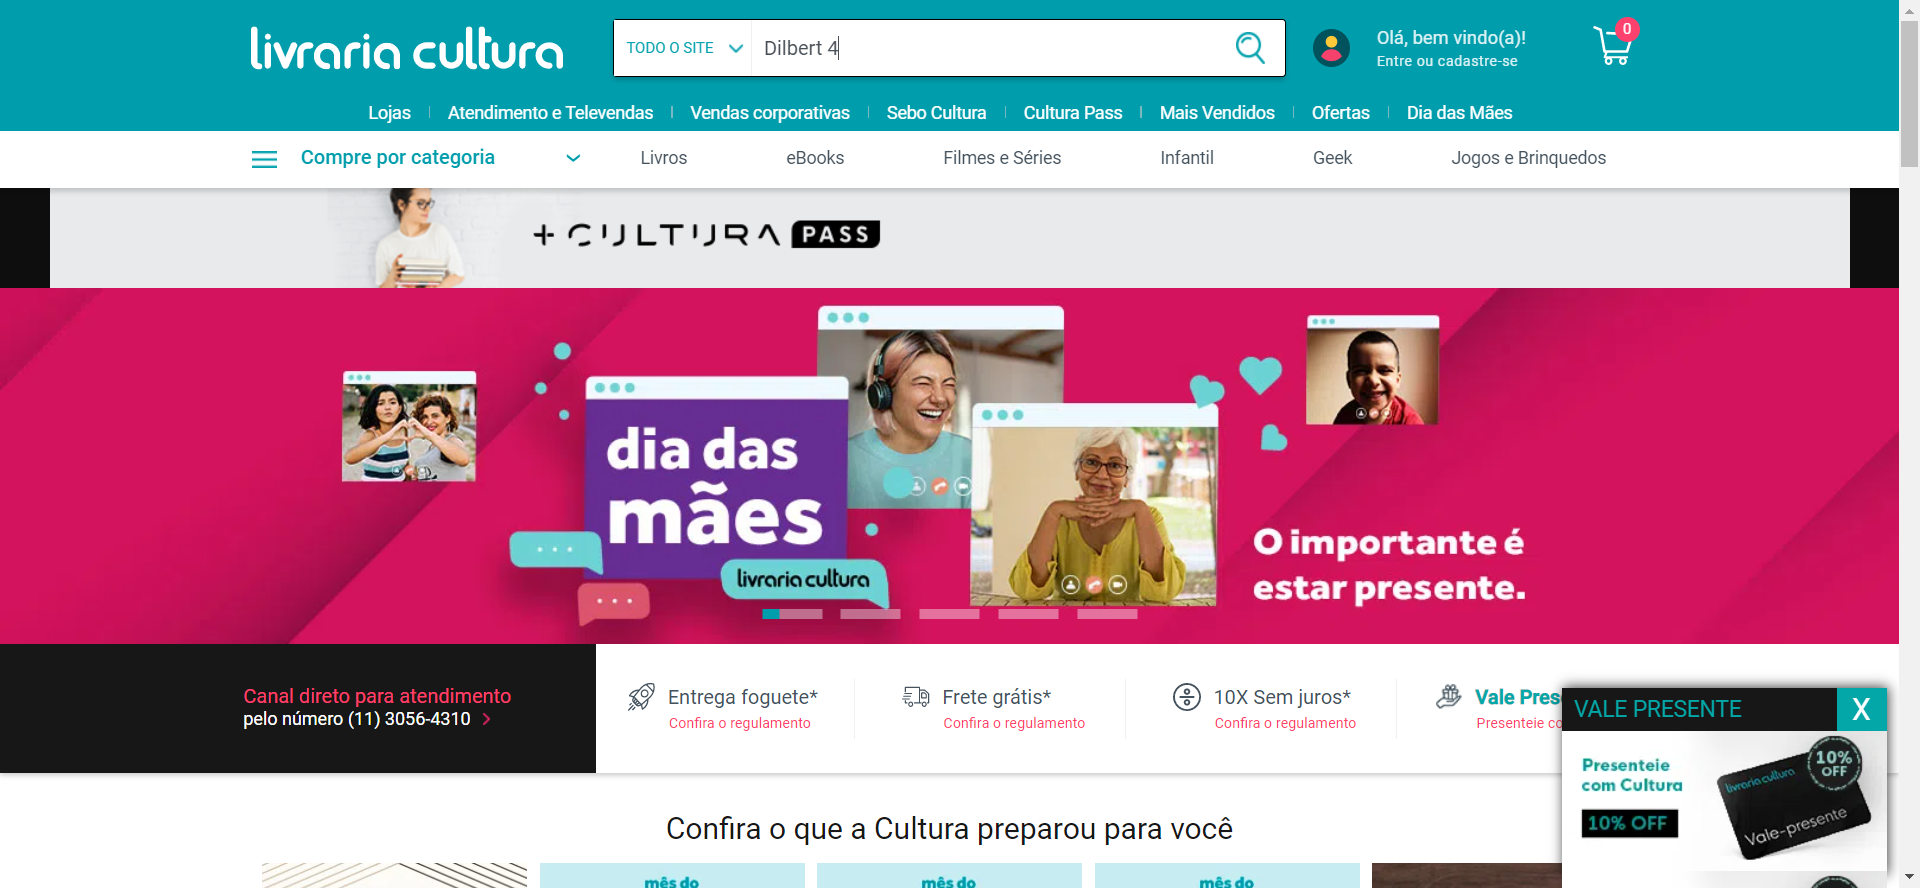 livraria cultura
TODO O SITE
Dilbert 4
Olá, bem vindo(a)!
Entre ou cadastre-se
0
Lojas
Atendimento e Televendas
Vendas corporativas
Sebo Cultura
Cultura Pass
Mais Vendidos
Ofertas
Dia das Mães
Compre por categoria
Livros
eBooks
Filmes e Séries
Infantil
Geek
Jogos e Brinquedos
+CULTURA PASS
dia das
mães
livraria cultura
O importante é
estar presente.
Canal direto para atendimento
pelo número (11) 3056-4310
Entrega foguete*
Confira o regulamento
Frete grátis*
Confira o regulamento
10X Sem juros*
Confira o regulamento
Vale Pres
Presenteie co
VALE PRESENTE
X
Presenteie
com Cultura
10% OFF
livraria cultura
10%
OFF
Vale-presente
Confira o que a Cultura preparou para você
mês do
mês do
mês do